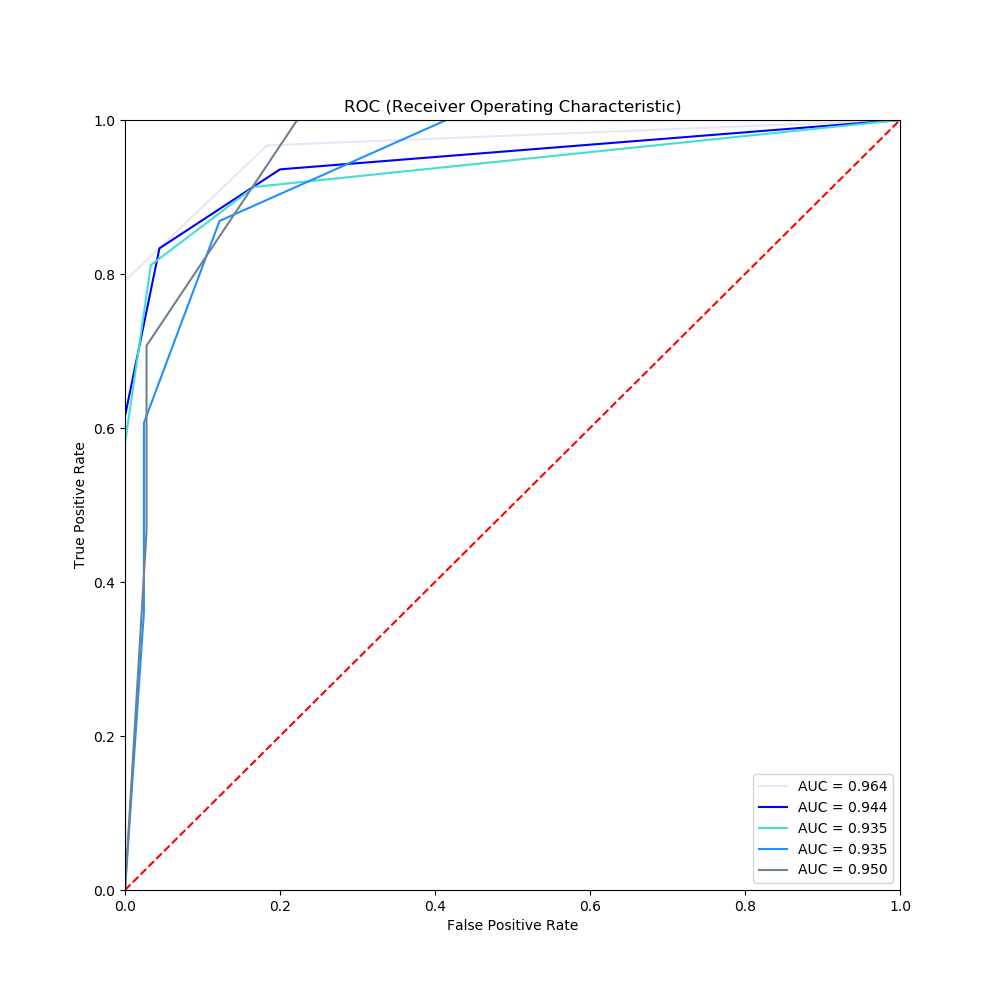 ROC (Receiver Operating Characteristic)
1.0
0.8
0.6
0.4
0.2
0.0
True Positive Rate
AUC = 0.964
AUC = 0.944
AUC = 0.935
AUC = 0.935
AUC = 0.950
0.0 0.2 0.4 0.6 0.8 1.0
False Positive Rate